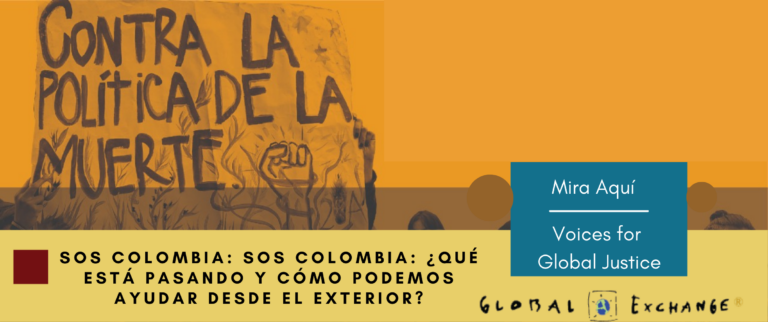 CONTRA LA
POLÍTICA DE LA
MUERTE
Mira Aquí
Voices for
Global Justice
SOS COLOMBIA: SOS COLOMBIA: ¿QUÉ
ESTÁ PASANDO Y CÓMO PODEMOS
AYUDAR DESDE EL EXTERIOR?
GLOBAL EXCHANGE®